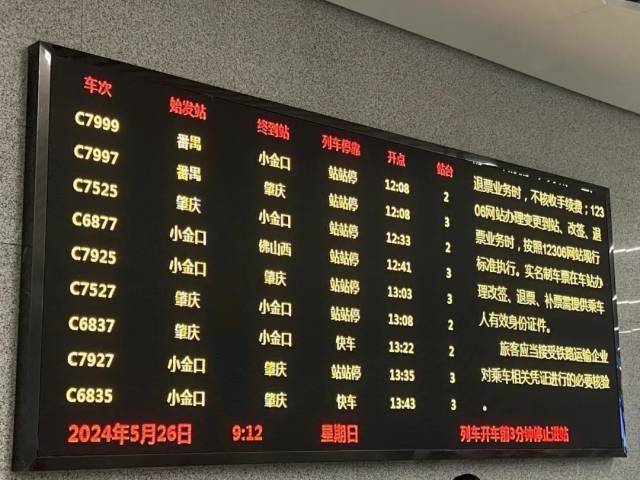 车次 始发站 终到站 列车停靠 开点 站台
C7999 番禺 小金口 站站停 12:08 2
C7997 番禺 小金口 站站停 12:08 3
C7525 肇庆 小金口 站站停 12:33 2
C6877 小金口 佛山西 站站停 12:41 3
C7925 小金口 肇庆 站站停 13:03 3
C7527 肇庆 小金口 站站停 13:08 2
C6837 肇庆 小金口 快车 13:22 2
C7927 小金口 肇庆 站站停 13:35 3
C6835 小金口 肇庆 快车 13:43 3
退票业务时，不核收手续费；123
06网站办理变更到站、改签、退
票业务时，按照12306网站现行
标准执行。实名制车票在车站办
理改签、退票、补票需提供乘车
人有效身份证件。
旅客应当接受铁路运输企业
对乘车相关凭证进行的必要核验
。
2024年5月26日 9:12 星期日 列车开车前3分钟停止进站